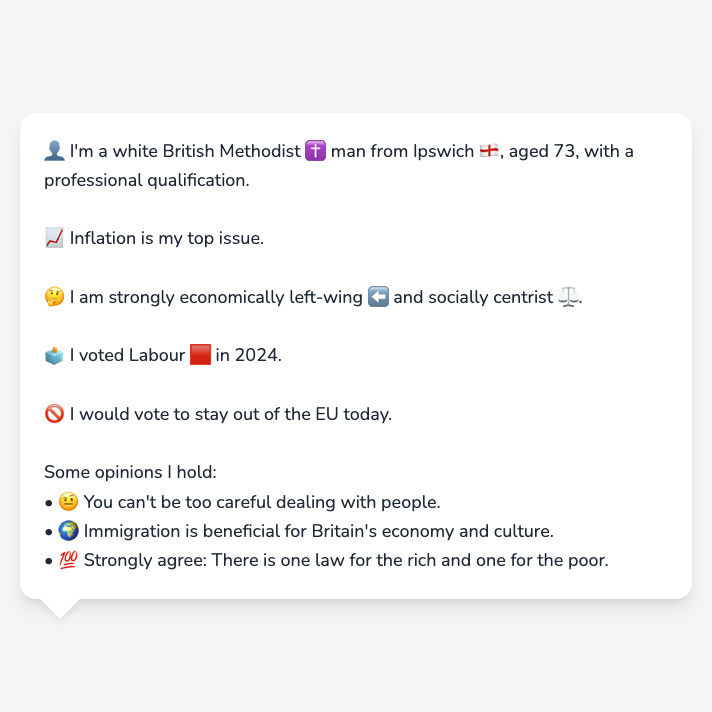 👤 I'm a white British Methodist ✝️ man from Ipswich 🏴󠁧󠁢󠁥󠁮󠁧󠁿, aged 73, with a
professional qualification.
📈 Inflation is my top issue.
🤔 I am strongly economically left-wing ⬅️ and socially centrist ⚖️.
🗳️ I voted Labour 🟥 in 2024.
🚫 I would vote to stay out of the EU today.
Some opinions I hold:
• 🤨 You can't be too careful dealing with people.
• 🌍 Immigration is beneficial for Britain's economy and culture.
• 💯 Strongly agree: There is one law for the rich and one for the poor.